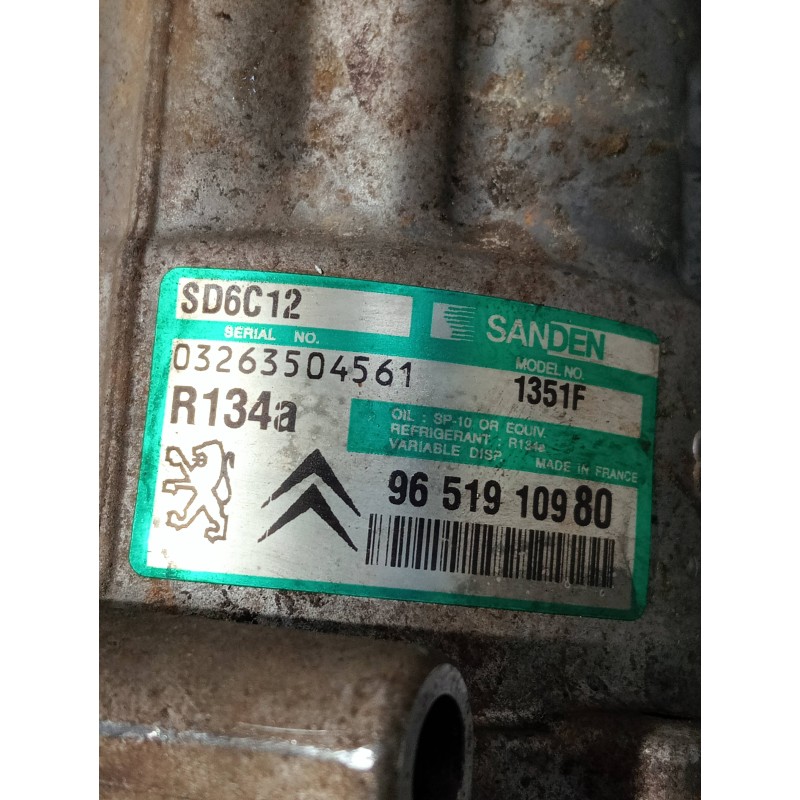 SD6C12
SANDEN
SERIAL NO.
MODEL NO.
03263504561
1351F
R134a
OIL : SP-10 OR EQUIV.
REFRIGERANT : R134a
VARIABLE DISP.
MADE IN FRANCE
96 519 109 80